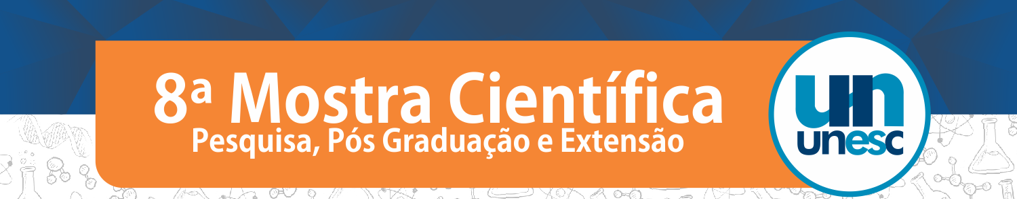 8ª Mostra Científica
Pesquisa, Pós Graduação e Extensão
un
unesc